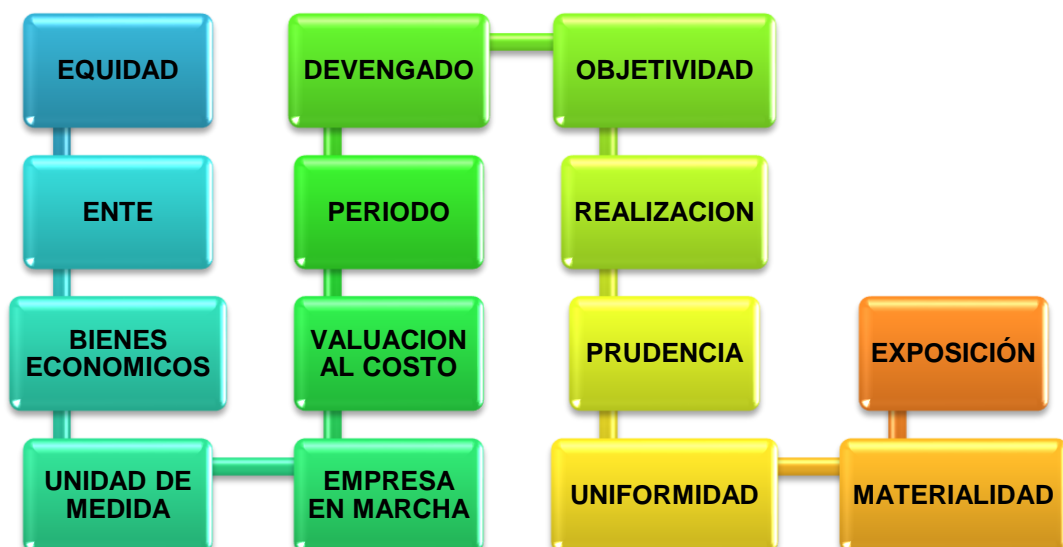 EQUIDAD
ENTE
BIENES
ECONOMICOS
UNIDAD DE
MEDIDA
EMPRESA
EN MARCHA
VALUACION
AL COSTO
PERIODO
DEVENGADO
OBJETIVIDAD
REALIZACION
PRUDENCIA
UNIFORMIDAD
MATERIALIDAD
EXPOSICIÓN